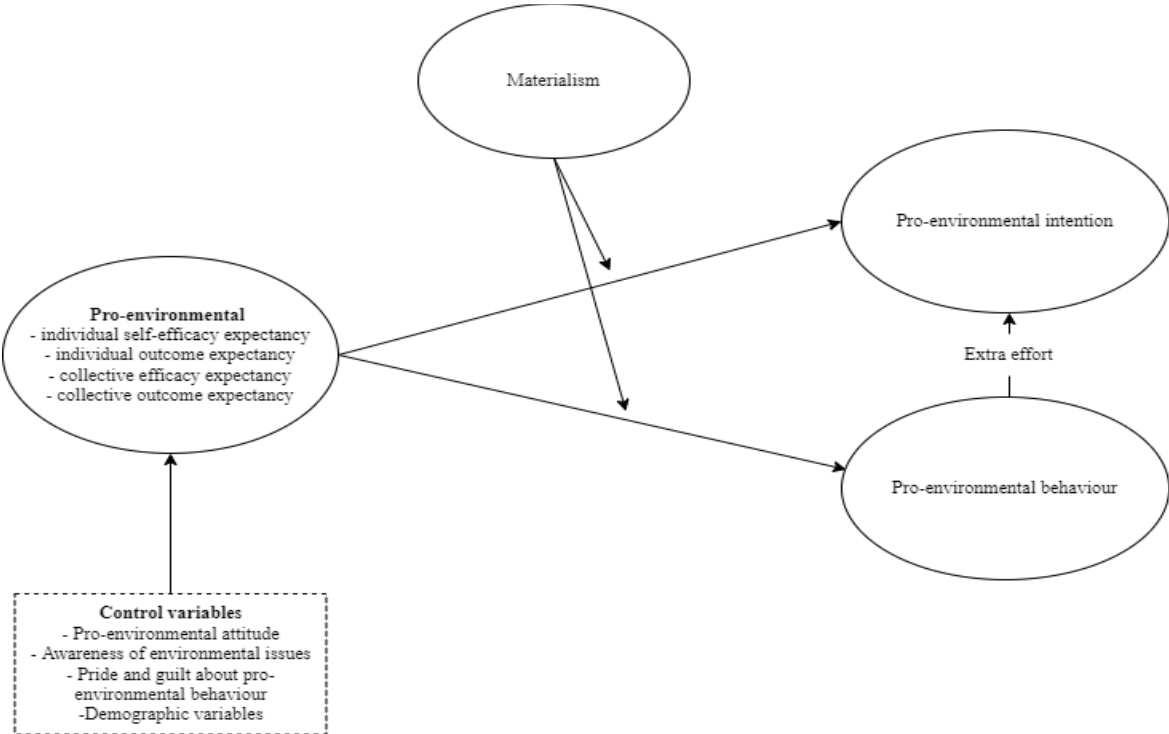 Materialism
Pro-environmental intention
Pro-environmental
- individual self-efficacy expectancy
- individual outcome expectancy
- collective efficacy expectancy
- collective outcome expectancy
Extra effort
Pro-environmental behaviour
Control variables
- Pro-environmental attitude
- Awareness of environmental issues
- Pride and guilt about pro-
environmental behaviour
-Demographic variables